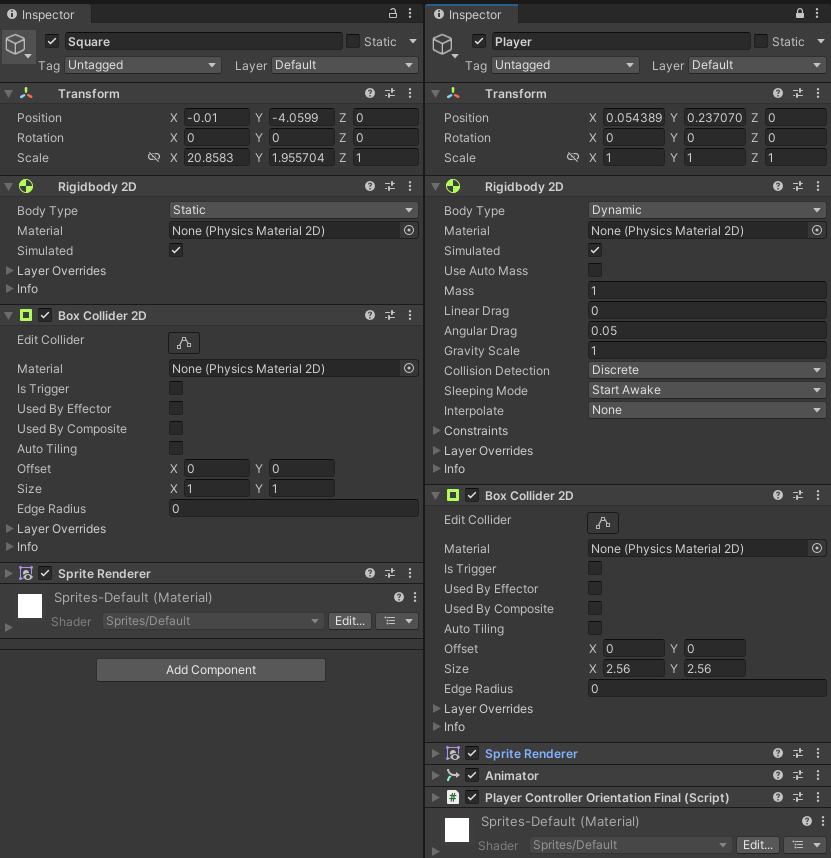 Inspector
Square
Static
Tag Untagged Layer Default
Transform
Position X -0.01 Y -4.0599 Z 0
Rotation X 0 Y 0 Z 0
Scale X 20.8583 Y 1.955704 Z 1
Rigidbody 2D
Body Type Static
Material None (Physics Material 2D)
Simulated
Layer Overrides
Info
Box Collider 2D
Edit Collider
Material None (Physics Material 2D)
Is Trigger
Used By Effector
Used By Composite
Auto Tiling
Offset X 0 Y 0
Size X 1 Y 1
Edge Radius 0
Layer Overrides
Info
Sprite Renderer
Sprites-Default (Material)
Shader Sprites/Default Edit...
Add Component
Inspector
Player
Static
Tag Untagged Layer Default
Transform
Position X 0.054389 Y 0.237070 Z 0
Rotation X 0 Y 0 Z 0
Scale X 1 Y 1 Z 1
Rigidbody 2D
Body Type Dynamic
Material None (Physics Material 2D)
Simulated
Use Auto Mass
Mass 1
Linear Drag 0
Angular Drag 0.05
Gravity Scale 1
Collision Detection Discrete
Sleeping Mode Start Awake
Interpolate None
Constraints
Layer Overrides
Info
Box Collider 2D
Edit Collider
Material None (Physics Material 2D)
Is Trigger
Used By Effector
Used By Composite
Auto Tiling
Offset X 0 Y 0
Size X 2.56 Y 2.56
Edge Radius 0
Layer Overrides
Info
Sprite Renderer
Animator
# Player Controller Orientation Final (Script)
Sprites-Default (Material)
Shader Sprites/Default Edit...